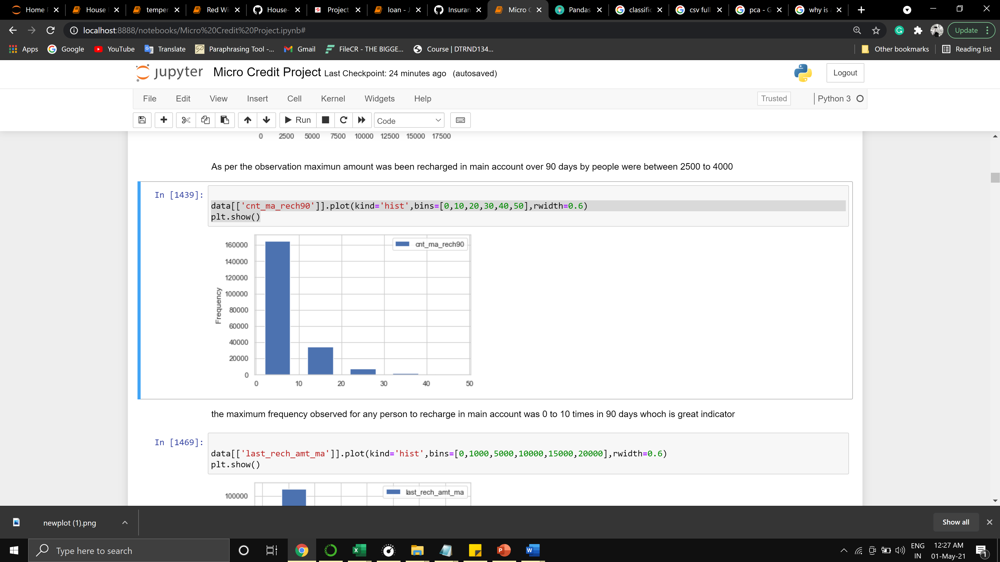 Home P
House
temper
Red Wi
House-
Project
loan - J
Insuran
Micro C
Pandas
classific
csv full
pca - G
why is a
localhost:8888/notebooks/Micro%20Credit%20Project.ipynb#
Update
Apps
Google
YouTube
Translate
Paraphrasing Tool -...
Gmail
FileCR - THE BIGGE...
Course | DTRND134...
Other bookmarks
Reading list
jupyter
Micro Credit Project Last Checkpoint: 24 minutes ago (autosaved)
Logout
File
Edit
View
Insert
Cell
Kernel
Widgets
Help
Trusted
Python 3
Run
Code
0 2500 5000 7500 10000 12500 15000 17500
As per the observation maximun amount was been recharged in main account over 90 days by people were between 2500 to 4000
In [1439]:
data[['cnt_ma_rech90']].plot(kind='hist',bins=[0,10,20,30,40,50],rwidth=0.6)
plt.show()
cnt_ma_rech90
160000
140000
120000
100000
80000
60000
40000
20000
0
Frequency
0 10 20 30 40 50
the maximum frequency observed for any person to recharge in main account was 0 to 10 times in 90 days whoch is great indicator
In [1469]:
data[['last_rech_amt_ma']].plot(kind='hist',bins=[0,1000,5000,10000,15000,20000],rwidth=0.6)
plt.show()
last_rech_amt_ma
100000
newplot (1).png
Show all
Type here to search
ENG
IN
12:27 AM
01-May-21
1